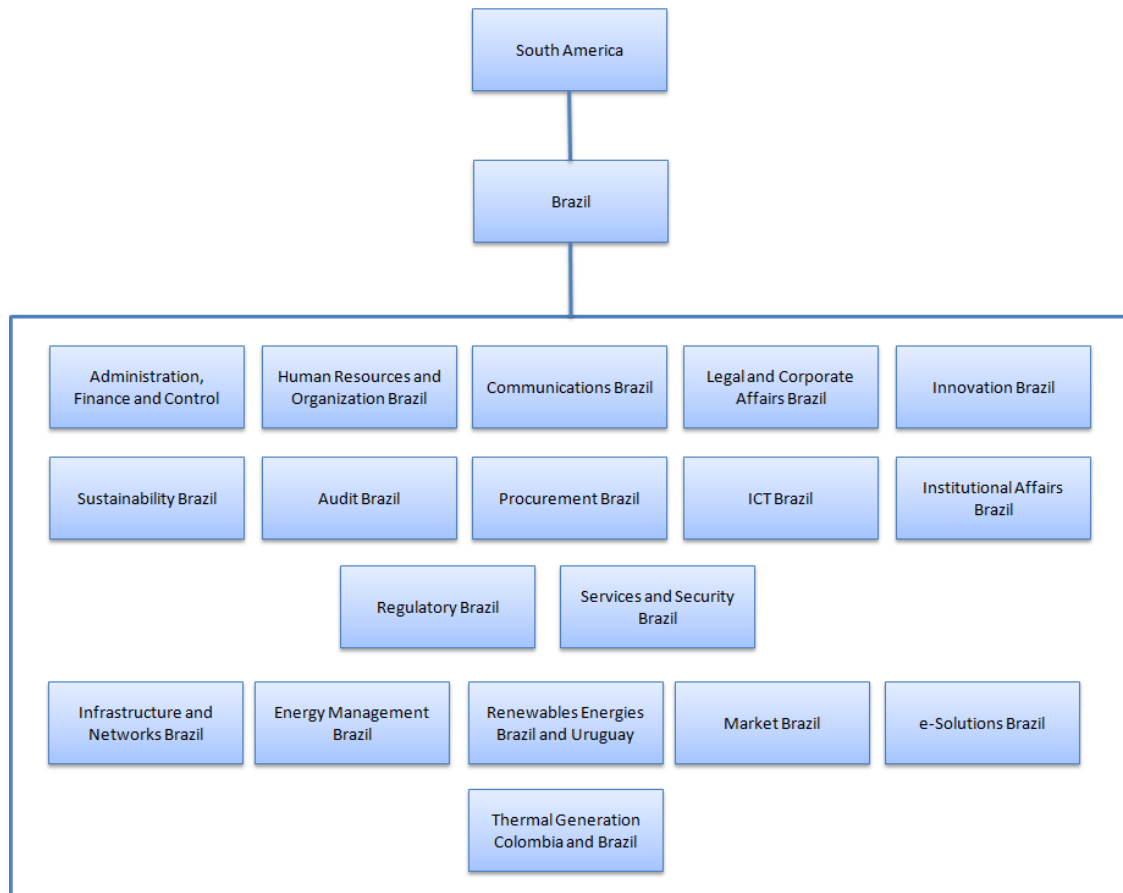 South America
Brazil
Administration,
Finance and Control
Human Resources and
Organization Brazil
Communications Brazil
Legal and Corporate
Affairs Brazil
Innovation Brazil
Sustainability Brazil
Audit Brazil
Procurement Brazil
ICT Brazil
Institutional Affairs
Brazil
Regulatory Brazil
Services and Security
Brazil
Infrastructure and
Networks Brazil
Energy Management
Brazil
Renewables Energies
Brazil and Uruguay
Market Brazil
e-Solutions Brazil
Thermal Generation
Colombia and Brazil